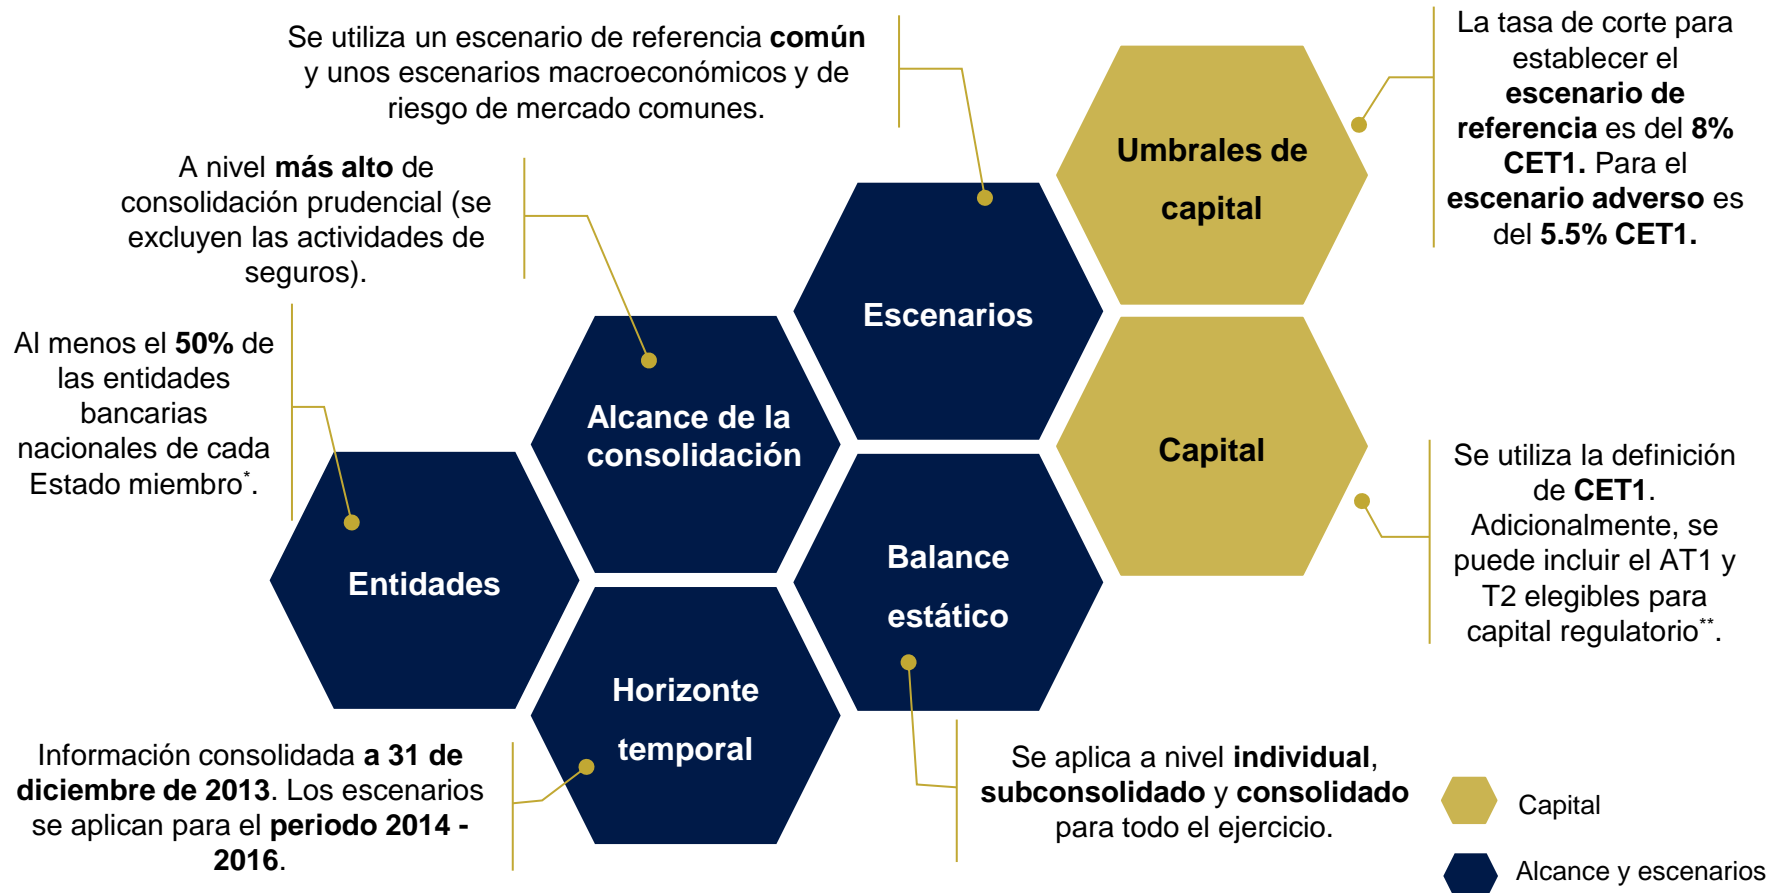 Se utiliza un escenario de referencia común
y unos escenarios macroeconómicos y de
riesgo de mercado comunes.
La tasa de corte para
establecer el
escenario de
referencia es del 8%
CET1. Para el
escenario adverso es
del 5.5% CET1.
Umbrales de
capital
A nivel más alto de
consolidación prudencial (se
excluyen las actividades de
seguros).
Escenarios
Al menos el 50% de
las entidades
bancarias
nacionales de cada
Estado miembro*.
Alcance de la
consolidación
Capital
Se utiliza la definición
de CET1.
Adicionalmente, se
puede incluir el AT1 y
T2 elegibles para
capital regulatorio**.
Entidades
Balance
estático
Horizonte
temporal
Información consolidada a 31 de
diciembre de 2013. Los escenarios
se aplican para el periodo 2014 -
2016.
Se aplica a nivel individual,
subconsolidado y consolidado
para todo el ejercicio.
Capital
Alcance y escenarios